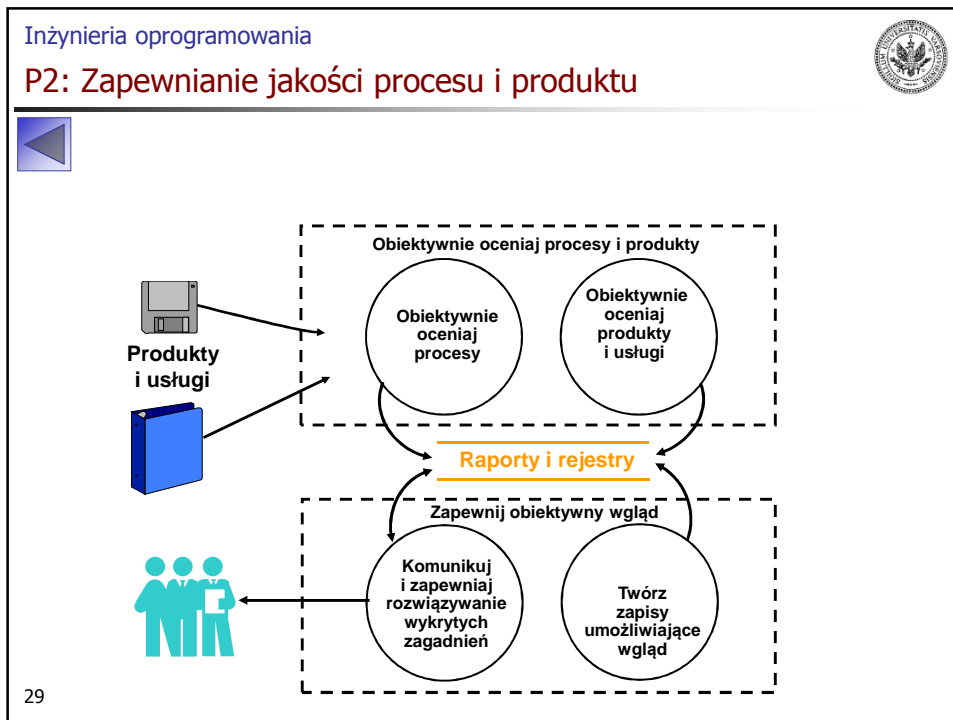 Inżynieria oprogramowania
P2: Zapewnianie jakości procesu i produktu
Obiektywnie oceniaj procesy i produkty
Obiektywnie
oceniaj
procesy
Obiektywnie
oceniaj
produkty
i usługi
Produkty
i usługi
Raporty i rejestry
Zapewnij obiektywny wgląd
Komunikuj
i zapewniaj
rozwiązywanie
wykrytych
zagadnień
Twórz
zapisy
umożliwiające
wgląd
29